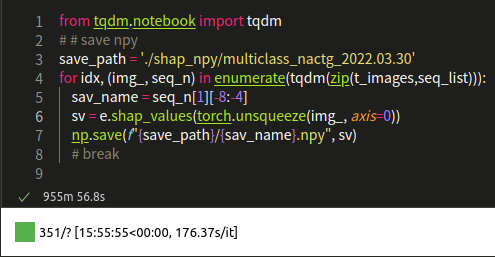 1 from tqdm.notebook import tqdm
2 # # save npy
3 save_path = './shap_npy/multiclass_nactg_2022.03.30'
4 for idx, (img_, seq_n) in enumerate(tqdm(zip(t_images,seq_list))):
5 sav_name = seq_n[1][-8:-4]
6 sv = e.shap_values(torch.unsqueeze(img_, axis=0))
7 np.save(f"{save_path}/{sav_name}.npy", sv)
8 # break
9
955m 56.8s
351/? [15:55:55<00:00, 176.37s/it]